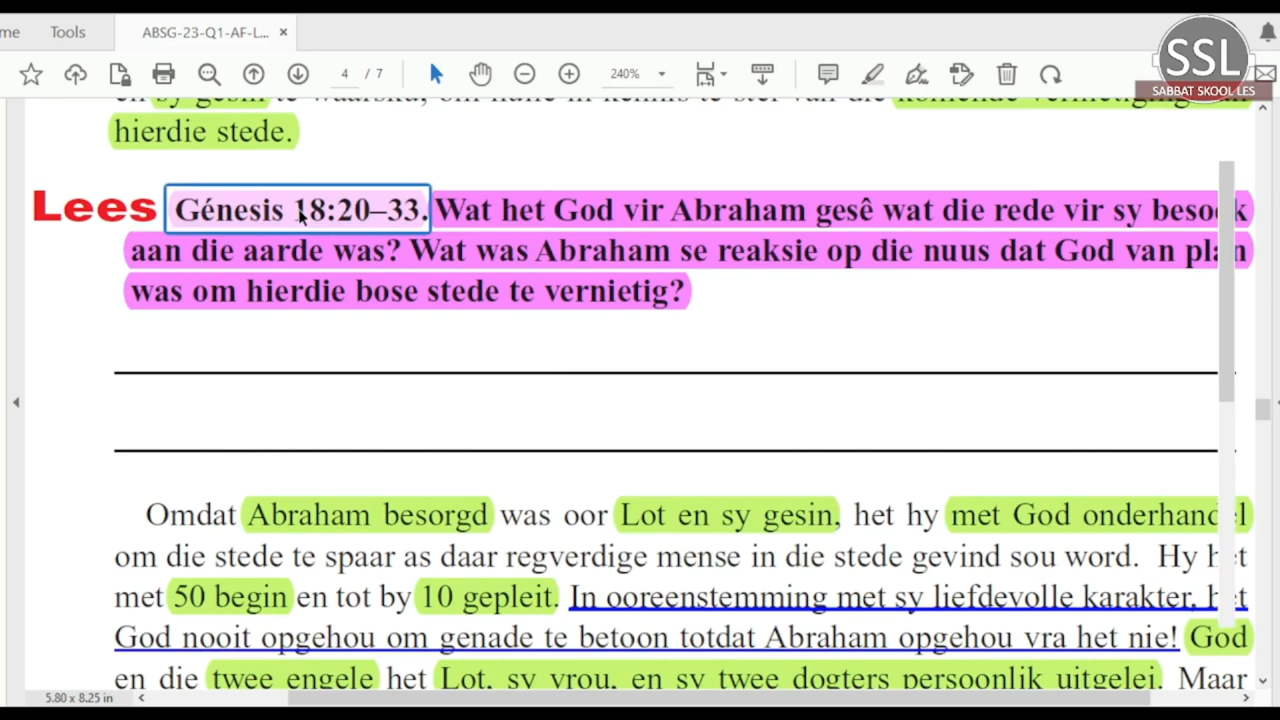 me Tools ABSG-23-Q1-AF-L... ×
SSL
SABBAT SKOOL LES
4 / 7 240%
hierdie stede.
Lees Génesis 18:20–33. Wat het God vir Abraham gesê wat die rede vir sy besoek
aan die aarde was? Wat was Abraham se reaksie op die nuus dat God van plan
was om hierdie bose stede te vernietig?
Omdat Abraham besorgd was oor Lot en sy gesin, het hy met God onderhandel
om die stede te spaar as daar regverdige mense in die stede gevind sou word. Hy het
met 50 begin en tot by 10 gepleit. In ooreenstemming met sy liefdevolle karakter, het
God nooit opgehou om genade te betoon totdat Abraham opgehou vra het nie! God
en die twee engele het Lot, sy vrou, en sy twee dogters persoonlik uitgelei. Maar
5.80 x 8.25 in